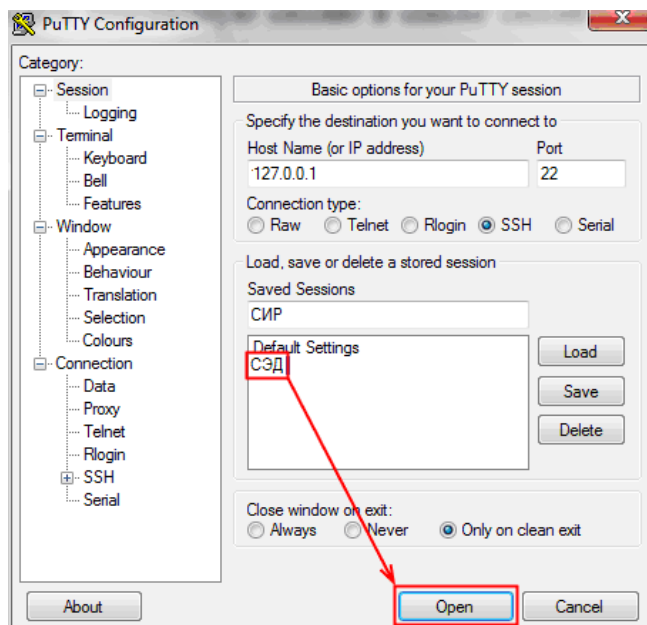 PuTTY Configuration
Category:
Session
Logging
Terminal
Keyboard
Bell
Features
Window
Appearance
Behaviour
Translation
Selection
Colours
Connection
Data
Proxy
Telnet
Rlogin
SSH
Serial
Basic options for your PuTTY session
Specify the destination you want to connect to
Host Name (or IP address) Port
127.0.0.1 22
Connection type:
Raw Telnet Rlogin SSH Serial
Load, save or delete a stored session
Saved Sessions
СИР
Default Settings
СЭД
Load
Save
Delete
Close window on exit:
Always Never Only on clean exit
About Open Cancel